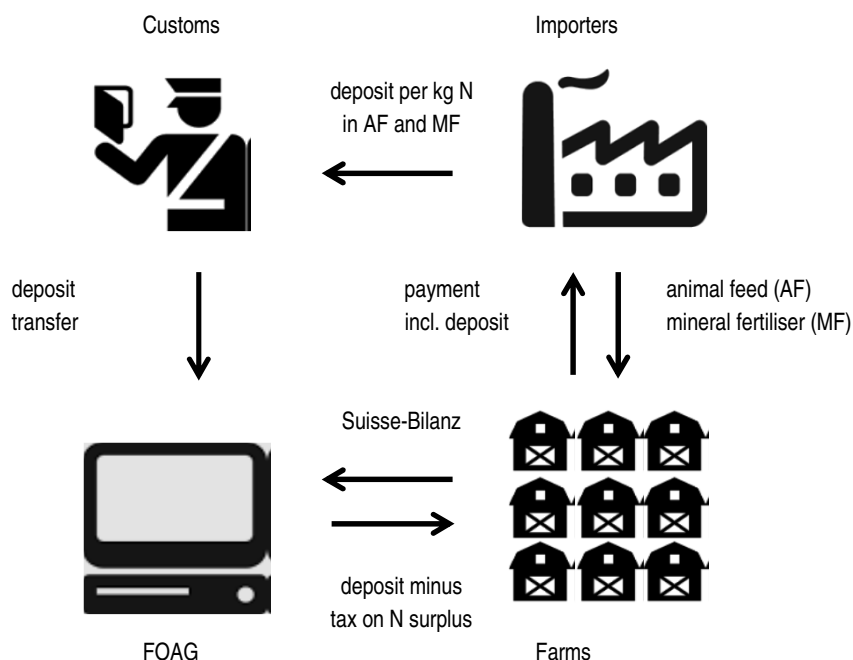 Customs
Importers
deposit per kg N
in AF and MF
deposit
transfer
payment
incl. deposit
animal feed (AF)
mineral fertiliser (MF)
Suisse-Bilanz
deposit minus
tax on N surplus
FOAG
Farms